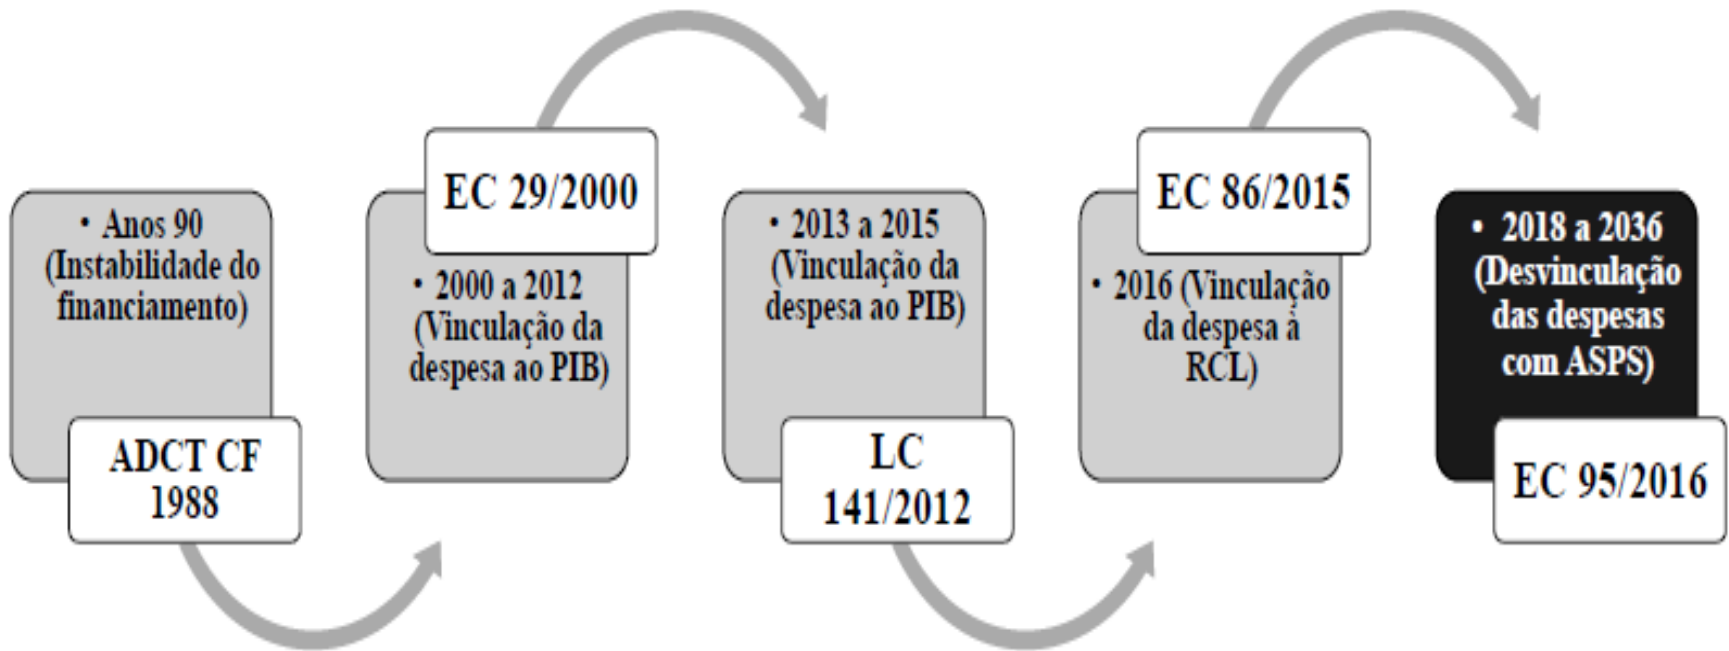 • Anos 90
(Instabilidade do
financiamento)
ADCT CF
1988
EC 29/2000
• 2000 a 2012
(Vinculação da
despesa ao PIB)
• 2013 a 2015
(Vinculação da
despesa ao PIB)
LC
141/2012
EC 86/2015
• 2016 (Vinculação
da despesa à
RCL)
• 2018 a 2036
(Desvinculação
das despesas
com ASPS)
EC 95/2016